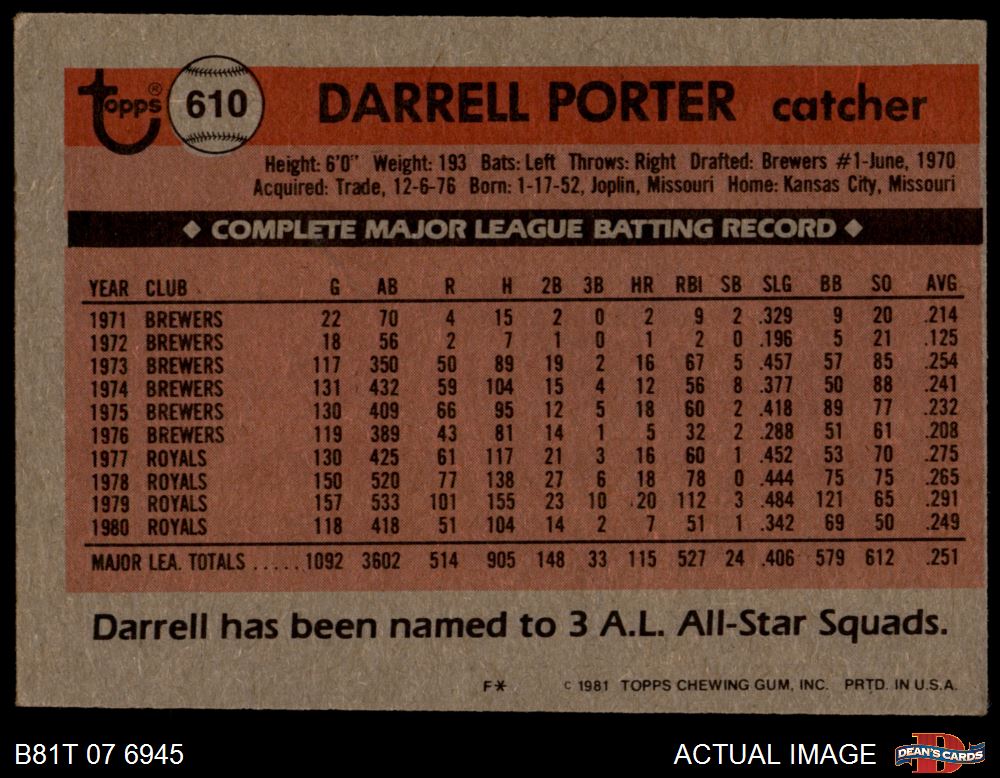 Topps® 610 DARRELL PORTER catcher
Height: 6'0" Weight: 193 Bats: Left Throws: Right Drafted: Brewers #1-June, 1970
Acquired: Trade, 12-6-76 Born: 1-17-52, Joplin, Missouri Home: Kansas City, Missouri
◆ COMPLETE MAJOR LEAGUE BATTING RECORD ◆
YEAR CLUB G AB R H 2B 3B HR RBI SB SLG BB SO AVG
1971 BREWERS 22 70 4 15 2 0 2 9 2 .329 9 20 .214
1972 BREWERS 18 56 2 7 1 0 1 2 0 .196 5 21 .125
1973 BREWERS 117 350 50 89 19 2 16 67 5 .457 57 85 .254
1974 BREWERS 131 432 59 104 15 4 12 56 8 .377 50 88 .241
1975 BREWERS 130 409 66 95 12 5 18 60 2 .418 89 77 .232
1976 BREWERS 119 389 43 81 14 1 5 32 2 .288 51 61 .208
1977 ROYALS 130 425 61 117 21 3 16 60 1 .452 53 70 .275
1978 ROYALS 150 520 77 138 27 6 18 78 0 .444 75 75 .265
1979 ROYALS 157 533 101 155 23 10 20 112 3 .484 121 65 .291
1980 ROYALS 118 418 51 104 14 2 7 51 1 .342 69 50 .249
MAJOR LEA. TOTALS .....1092 3602 514 905 148 33 115 527 24 .406 579 612 .251
Darrell has been named to 3 A.L. All-Star Squads.
F* © 1981 TOPPS CHEWING GUM, INC. PRTD. IN U.S.A.
B81T 07 6945 ACTUAL IMAGE DEAN'S CARDS